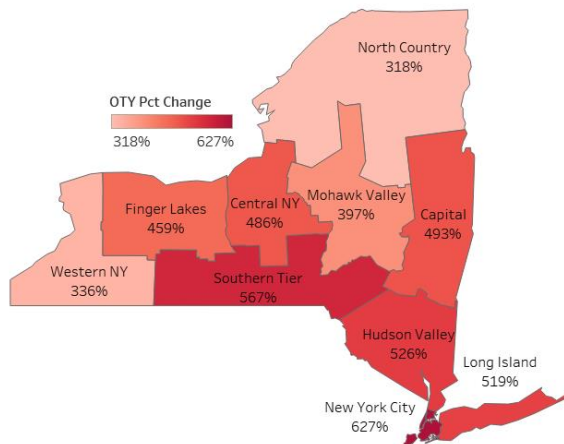 North Country
318%
OTY Pct Change
318% 627%
Finger Lakes
459%
Central NY
486%
Mohawk Valley
397%
Capital
493%
Western NY
336%
Southern Tier
567%
Hudson Valley
526%
Long Island
519%
New York City
627%